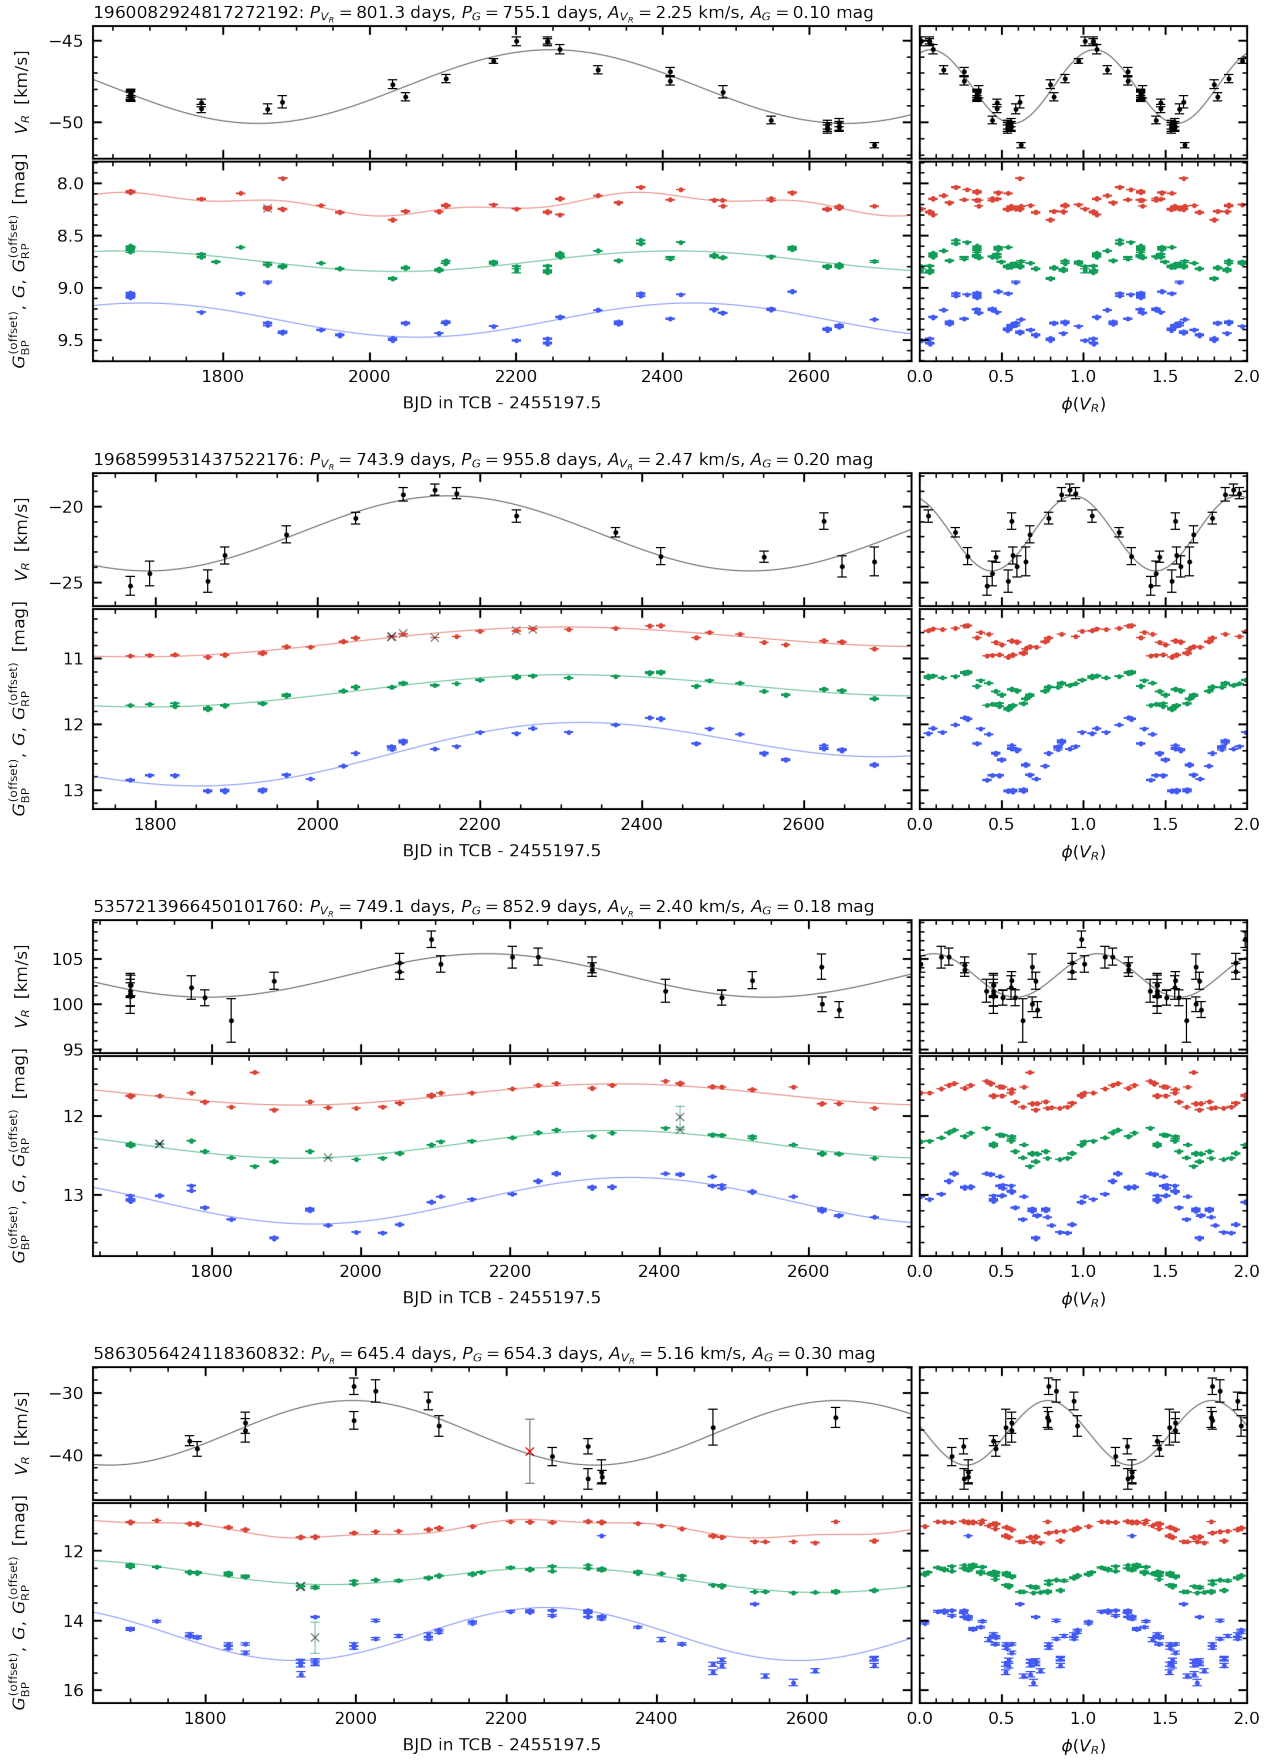 1960082924817272192: P_{V_R} = 801.3 days, P_G = 755.1 days, A_{V_R} = 2.25 km/s, A_G = 0.10 mag
V_R [km/s]
−45
−50
G_BP^(offset), G, G_RP^(offset) [mag]
8.0
8.5
9.0
9.5
1800 2000 2200 2400 2600 0.0 0.5 1.0 1.5 2.0
BJD in TCB - 2455197.5 ϕ(V_R)
1968599531437522176: P_{V_R} = 743.9 days, P_G = 955.8 days, A_{V_R} = 2.47 km/s, A_G = 0.20 mag
V_R [km/s]
−20
−25
G_BP^(offset), G, G_RP^(offset) [mag]
11
12
13
1800 2000 2200 2400 2600 0.0 0.5 1.0 1.5 2.0
BJD in TCB - 2455197.5 ϕ(V_R)
5357213966450101760: P_{V_R} = 749.1 days, P_G = 852.9 days, A_{V_R} = 2.40 km/s, A_G = 0.18 mag
V_R [km/s]
105
100
95
G_BP^(offset), G, G_RP^(offset) [mag]
12
13
1800 2000 2200 2400 2600 0.0 0.5 1.0 1.5 2.0
BJD in TCB - 2455197.5 ϕ(V_R)
5863056424118360832: P_{V_R} = 645.4 days, P_G = 654.3 days, A_{V_R} = 5.16 km/s, A_G = 0.30 mag
V_R [km/s]
−30
−40
G_BP^(offset), G, G_RP^(offset) [mag]
12
14
16
1800 2000 2200 2400 2600 0.0 0.5 1.0 1.5 2.0
BJD in TCB - 2455197.5 ϕ(V_R)